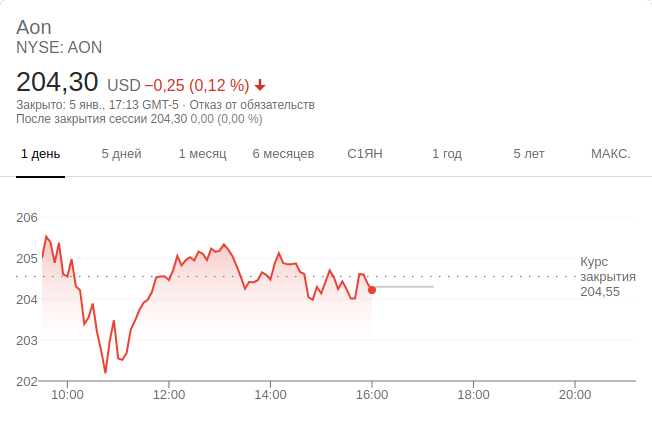 Aon
NYSE: AON
204,30 USD −0,25 (0,12 %)
Закрыто: 5 янв., 17:13 GMT-5 · Отказ от обязательств
После закрытия сессии 204,30 0,00 (0,00 %)
1 день 5 дней 1 месяц 6 месяцев С1ЯН 1 год 5 лет МАКС.
206
205
204
203
202
Курс
закрытия
204,55
10:00 12:00 14:00 16:00 18:00 20:00